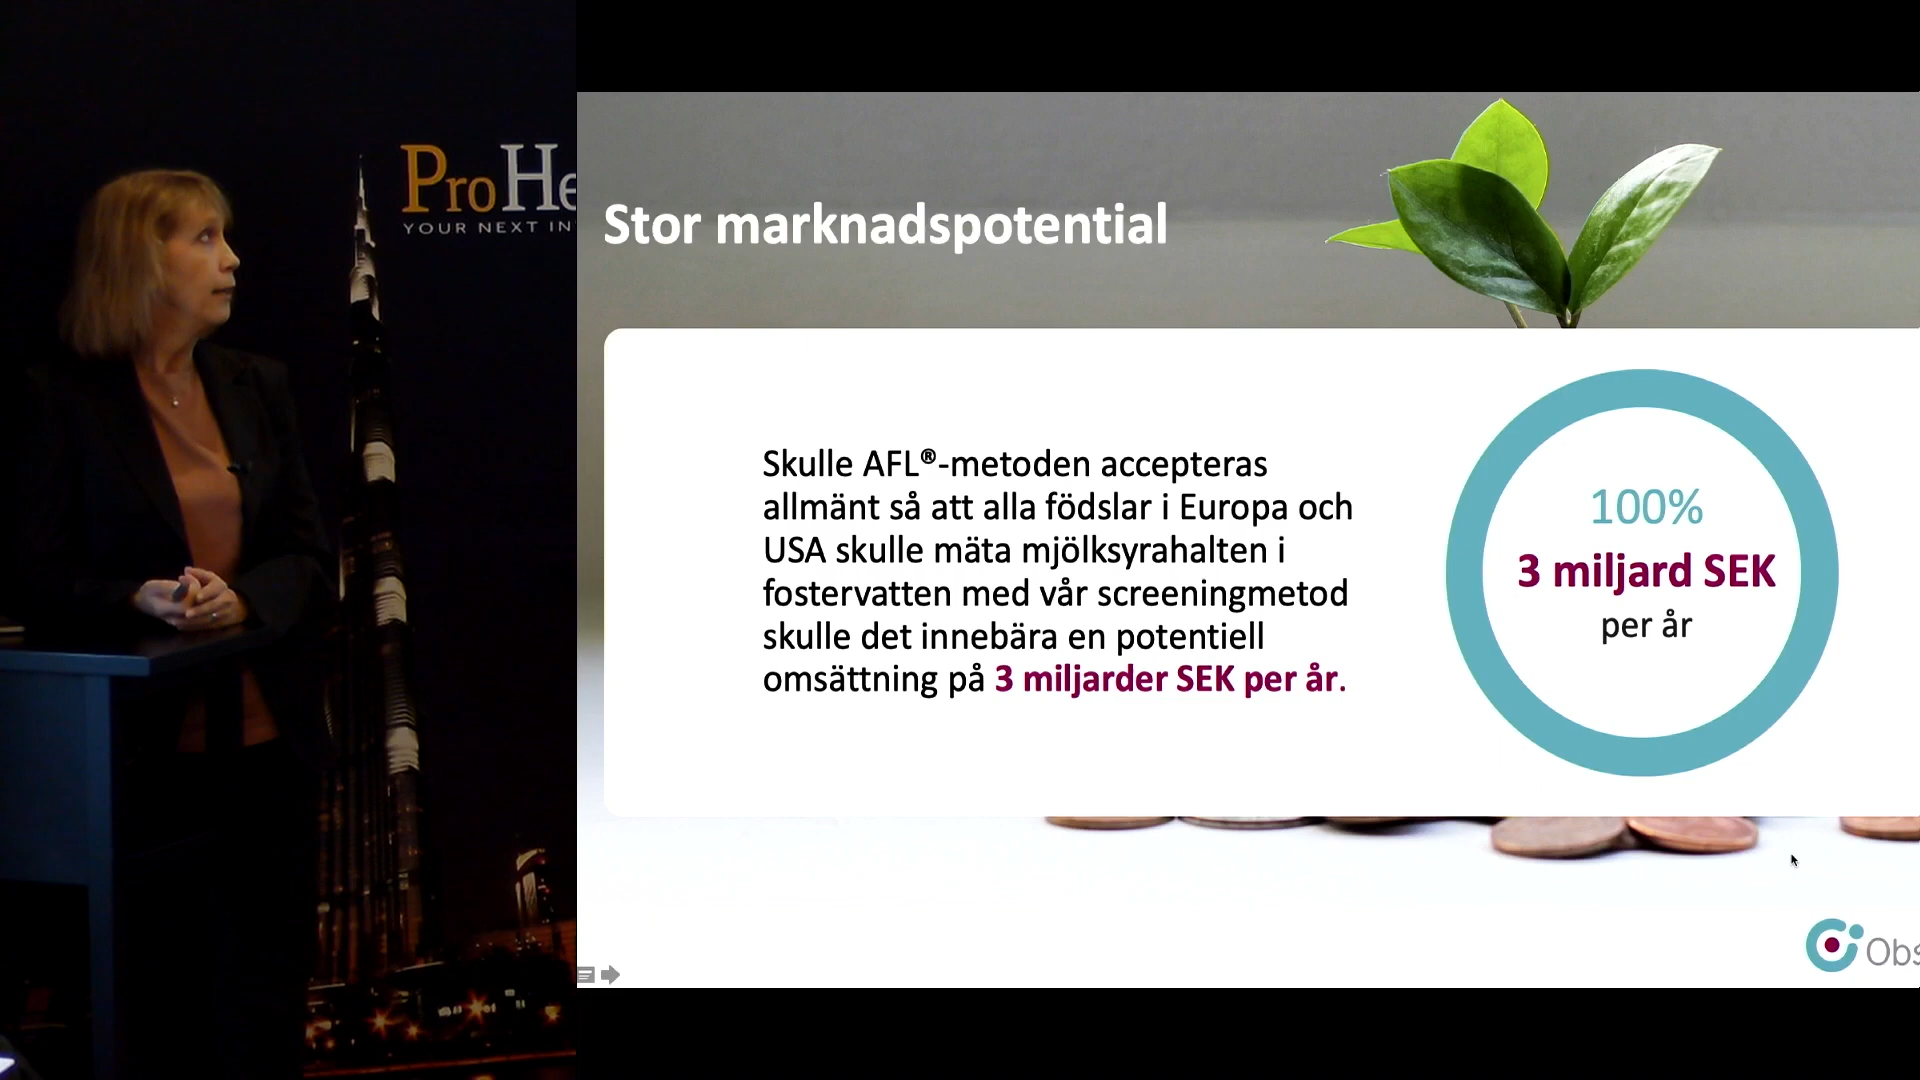 ProHe
YOUR NEXT IN
Stor marknadspotential
Skulle AFL®-metoden accepteras
allmänt så att alla födslar i Europa och
USA skulle mäta mjölksyrahalten i
fostervatten med vår screeningmetod
skulle det innebära en potentiell
omsättning på 3 miljarder SEK per år.
100%
3 miljard SEK
per år
Obs